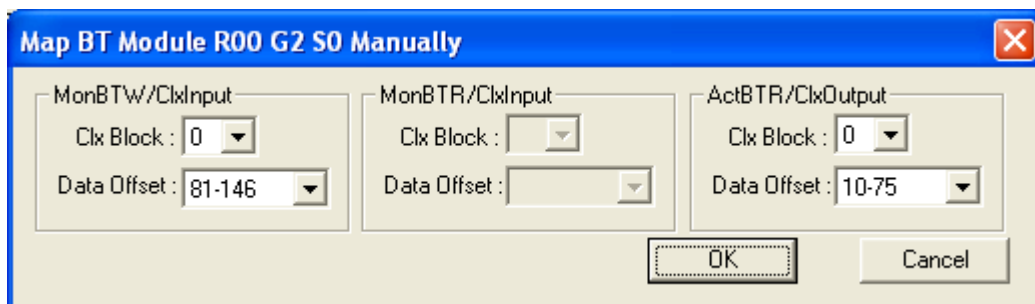 Map BT Module R00 G2 S0 Manually
MonBTW/ClxInput
Clx Block : 0
Data Offset : 81-146
MonBTR/ClxInput
Clx Block :
Data Offset :
ActBTR/ClxOutput
Clx Block : 0
Data Offset : 10-75
OK
Cancel